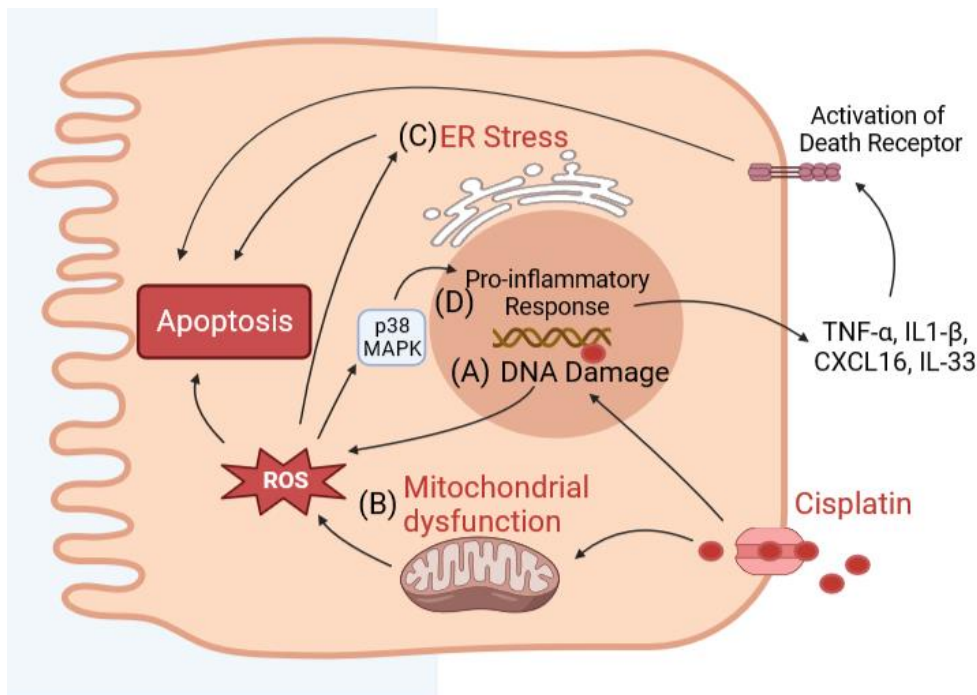 Activation of
Death Receptor
(C) ER Stress
Pro-inflammatory
(D) Response
Apoptosis
p38
MAPK
TNF-α, IL1-β,
CXCL16, IL-33
(A) DNA Damage
ROS
(B) Mitochondrial
dysfunction
Cisplatin